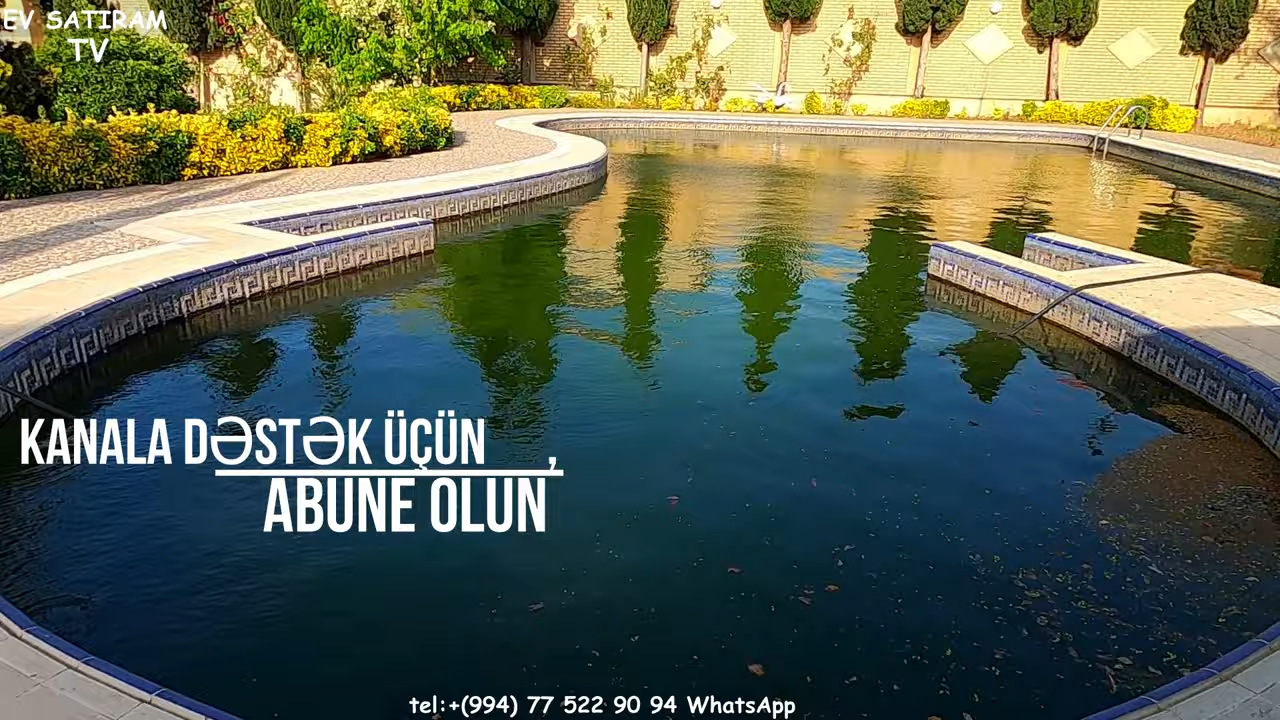 EV SATIRAM
TV
KANALA DƏSTƏK ÜÇÜN ,
ABUNE OLUN
tel:+(994) 77 522 90 94 WhatsApp